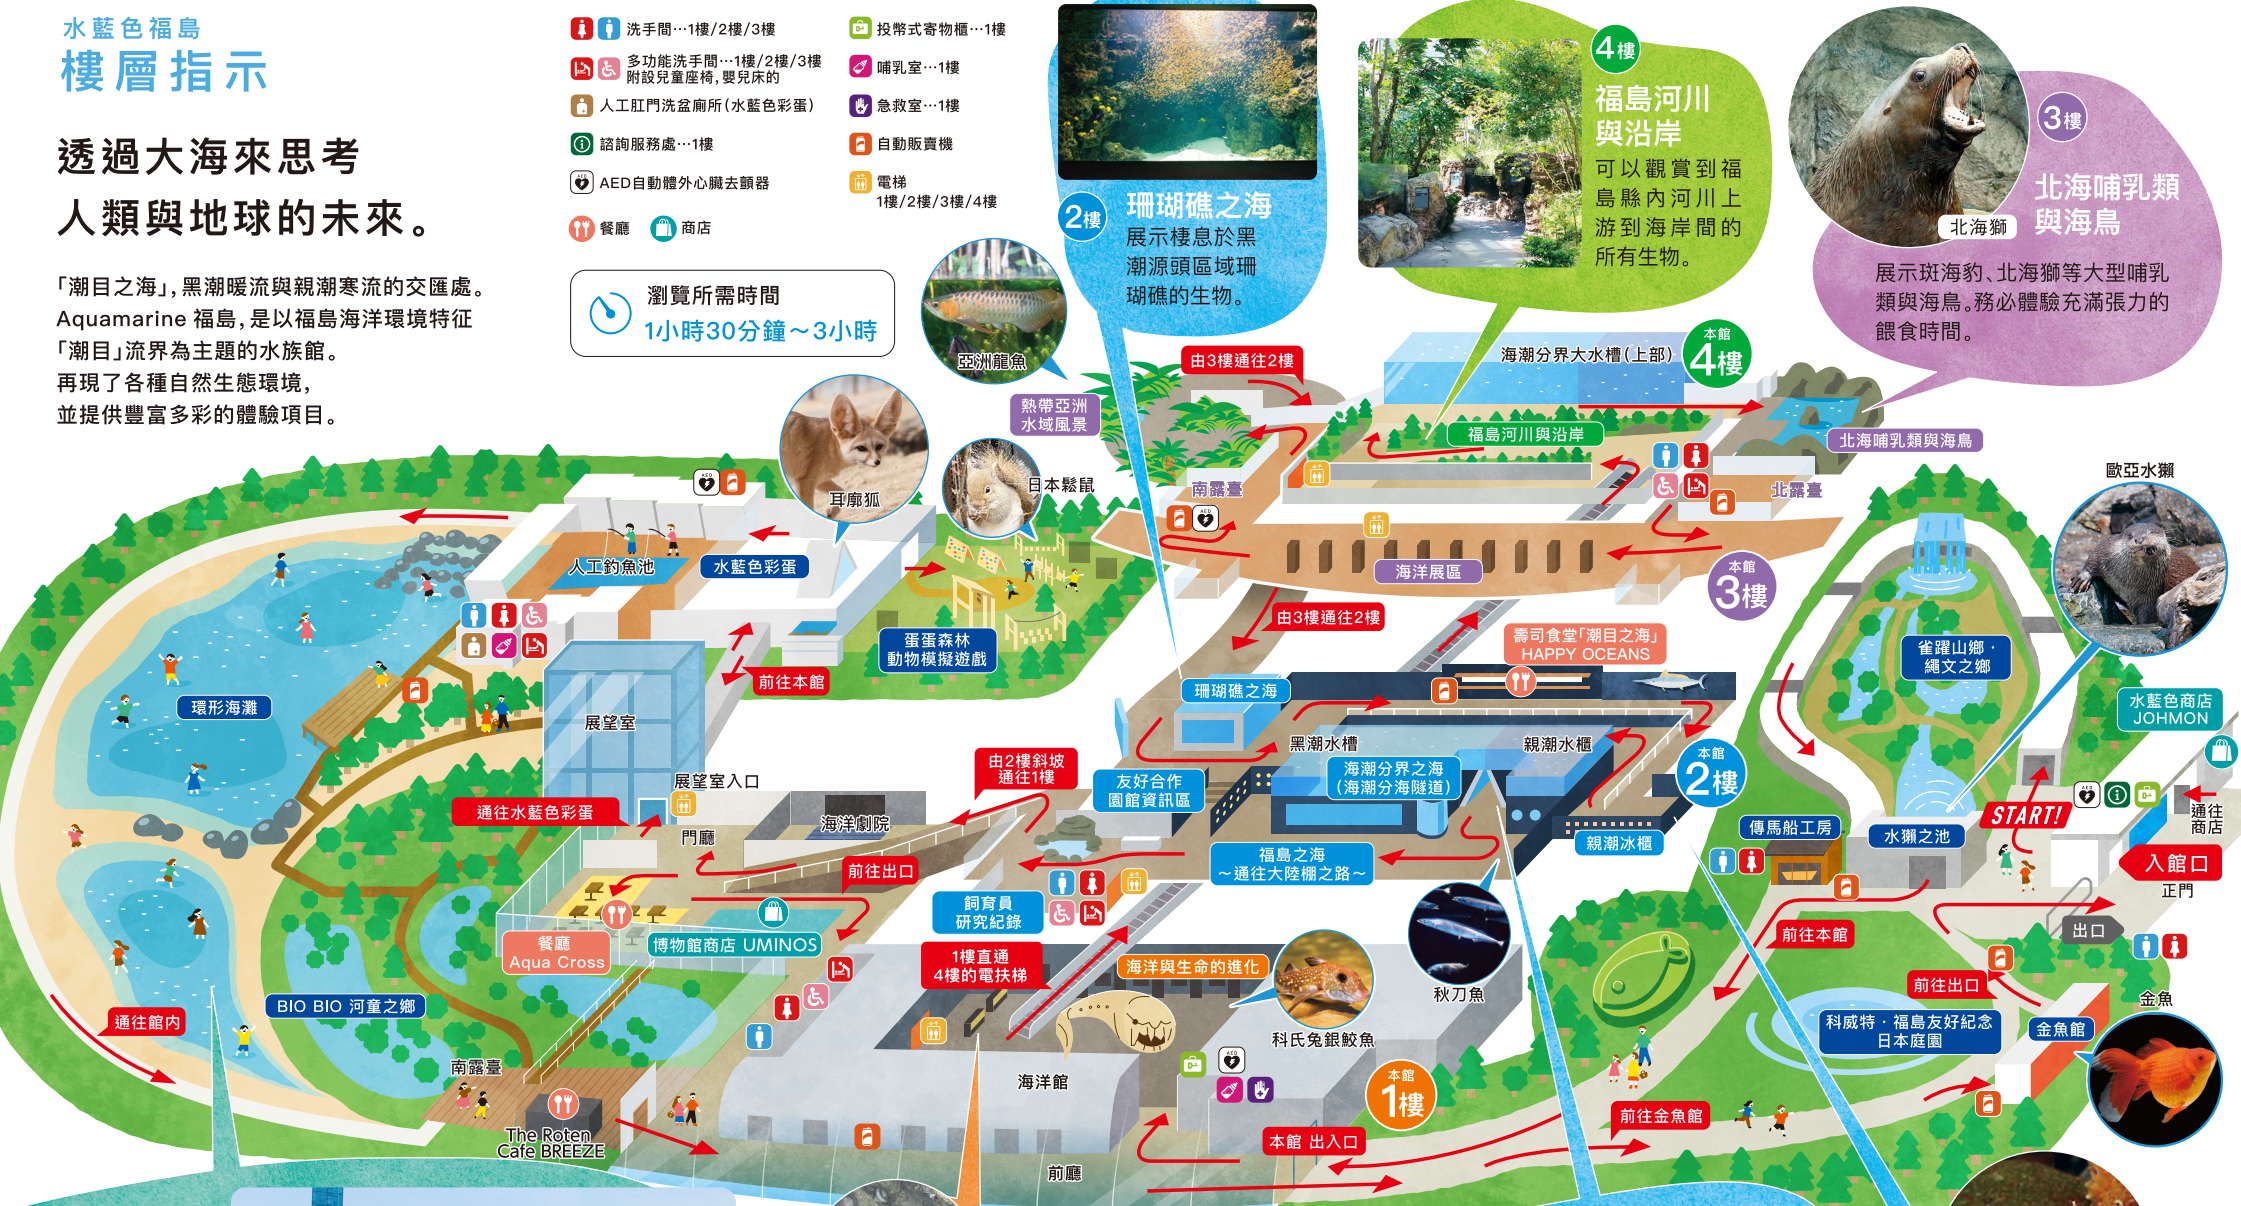 水藍色福島
樓層指示
透過大海來思考
人類與地球的未來。
「潮目之海」,黑潮暖流與親潮寒流的交匯處。
Aquamarine 福島,是以福島海洋環境特征
「潮目」流界為主題的水族館。
再現了各種自然生態環境,
並提供豐富多彩的體驗項目。
洗手間…1樓/2樓/3樓
多功能洗手間…1樓/2樓/3樓
附設兒童座椅,嬰兒床的
人工肛門洗盆廁所(水藍色彩蛋)
諮詢服務處…1樓
AED自動體外心臟去顫器
餐廳
商店
投幣式寄物櫃…1樓
哺乳室…1樓
急救室…1樓
自動販賣機
電梯
1樓/2樓/3樓/4樓
瀏覽所需時間
1小時30分鐘～3小時
2樓
珊瑚礁之海
展示棲息於黑
潮源頭區域珊
瑚礁的生物。
4樓
福島河川
與沿岸
可以觀賞到福
島縣內河川上
游到海岸間的
所有生物。
3樓
北海哺乳類
與海鳥
北海獅
展示斑海豹、北海獅等大型哺乳
類與海鳥。務必體驗充滿張力的
餵食時間。
亞洲龍魚
耳廓狐
日本鬆鼠
熱帶亞洲
水域風景
由3樓通往2樓
海潮分界大水槽(上部)
本館
4樓
福島河川與沿岸
北海哺乳類與海鳥
南露臺
北露臺
海洋展區
本館
3樓
歐亞水獺
人工釣魚池
水藍色彩蛋
蛋蛋森林
動物模擬遊戲
前往本館
環形海灘
展望室
展望室入口
由3樓通往2樓
壽司食堂「潮目之海」
HAPPY OCEANS
珊瑚礁之海
黑潮水槽
親潮水櫃
海潮分界之海
(海潮分海隧道)
友好合作
園館資訊區
本館
2樓
親潮冰櫃
福島之海
～通往大陸棚之路～
由2樓斜坡
通往1樓
通往水藍色彩蛋
門廳
海洋劇院
前往出口
飼育員
研究紀錄
餐廳
Aqua Cross
博物館商店 UMINOS
1樓直通
4樓的電扶梯
海洋與生命的進化
科氏兔銀鮫魚
秋刀魚
雀躍山鄉・
繩文之鄉
水藍色商店
JOHMON
通往
商店
START!
傳馬船工房
水獺之池
入館口
正門
出口
前往本館
前往出口
科威特・福島友好紀念
日本庭園
金魚館
金魚
BIO BIO 河童之鄉
通往館內
南露臺
The Roten
Cafe BREEZE
海洋館
本館
1樓
前往金魚館
本館 出入口
前廳